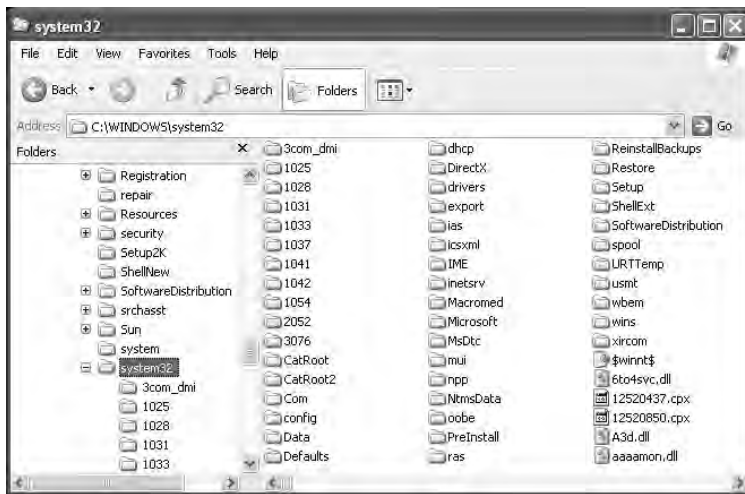 system32
File Edit View Favorites Tools Help
Back Search Folders
Address C:\WINDOWS\system32 Go
Folders
Registration
repair
Resources
security
Setup2K
ShellNew
SoftwareDistribution
srchasst
Sun
system
system32
3com_dmi
1025
1028
1031
1033
3com_dmi
1025
1028
1031
1033
1037
1041
1042
1054
2052
3076
CatRoot
CatRoot2
Com
config
Data
Defaults
dhcp
DirectX
drivers
export
ias
icsxml
IME
inetsrv
Macromed
Microsoft
MsDtc
mui
npp
NtmsData
oobe
PreInstall
ras
ReinstallBackups
Restore
Setup
ShellExt
SoftwareDistribution
spool
URTTemp
usmt
wbem
wins
xircom
$winnt$
6to4svc.dll
12520437.cpx
12520850.cpx
A3d.dll
aaaamon.dll